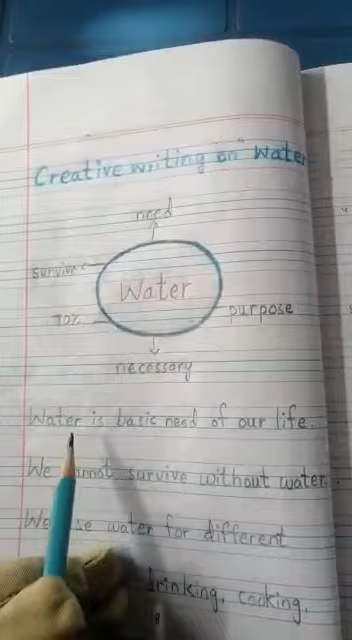 Creative writing on "Water
need
survive
Water
70%
purpose
necessary
Water is basic need of our life.
We cannot survive without water.
We use water for different
drinking, cooking,